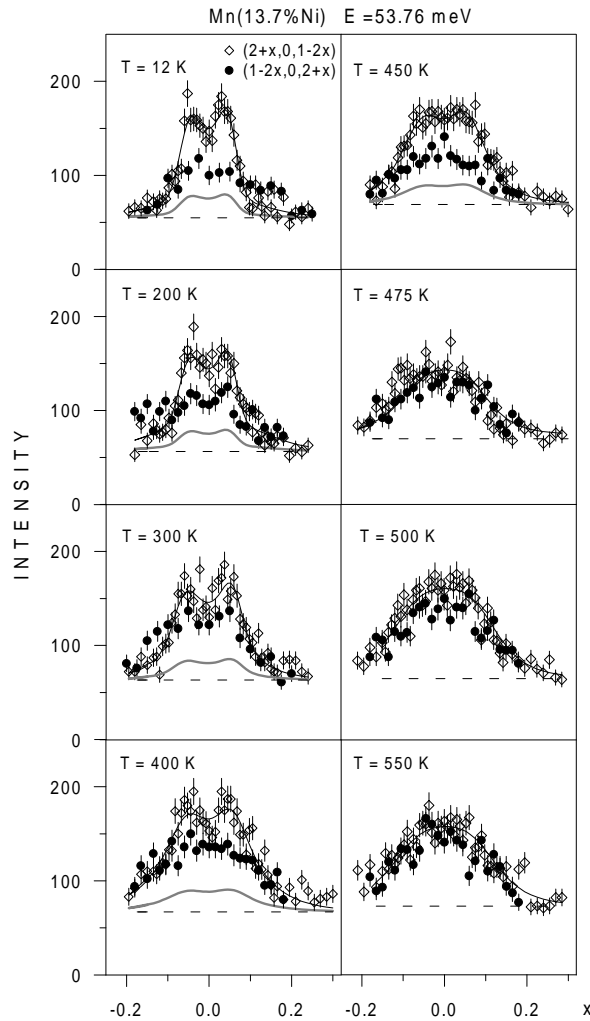 Mn(13.7%Ni) E =53.76 meV
T = 12 K
(2+x,0,1-2x)
(1-2x,0,2+x)
T = 450 K
200
100
0
T = 200 K
T = 475 K
200
100
0
INTENSITY
T = 300 K
T = 500 K
200
100
0
T = 400 K
T = 550 K
200
100
0
-0.2 0.0 0.2 -0.2 0.0 0.2 x